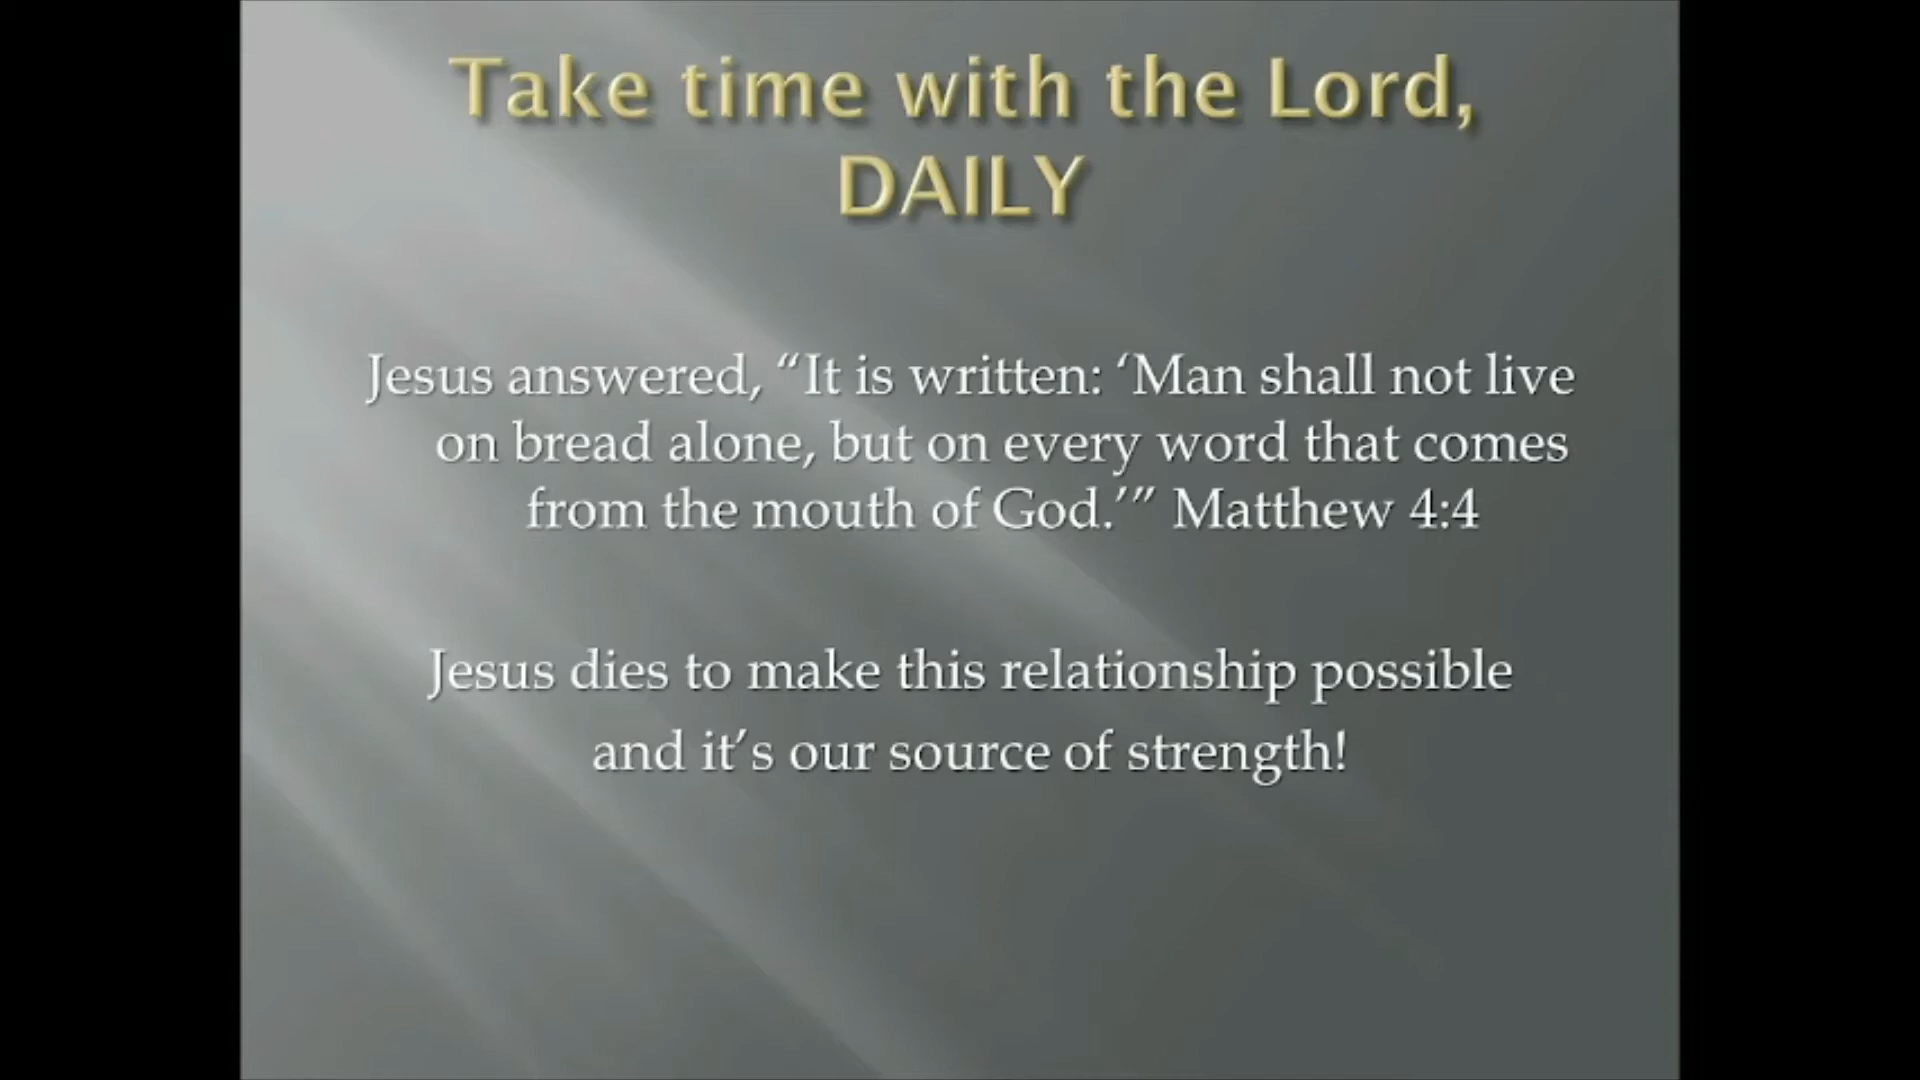 Take time with the Lord,
DAILY
Jesus answered, “It is written: ‘Man shall not live
on bread alone, but on every word that comes
from the mouth of God.’” Matthew 4:4
Jesus dies to make this relationship possible
and it’s our source of strength!